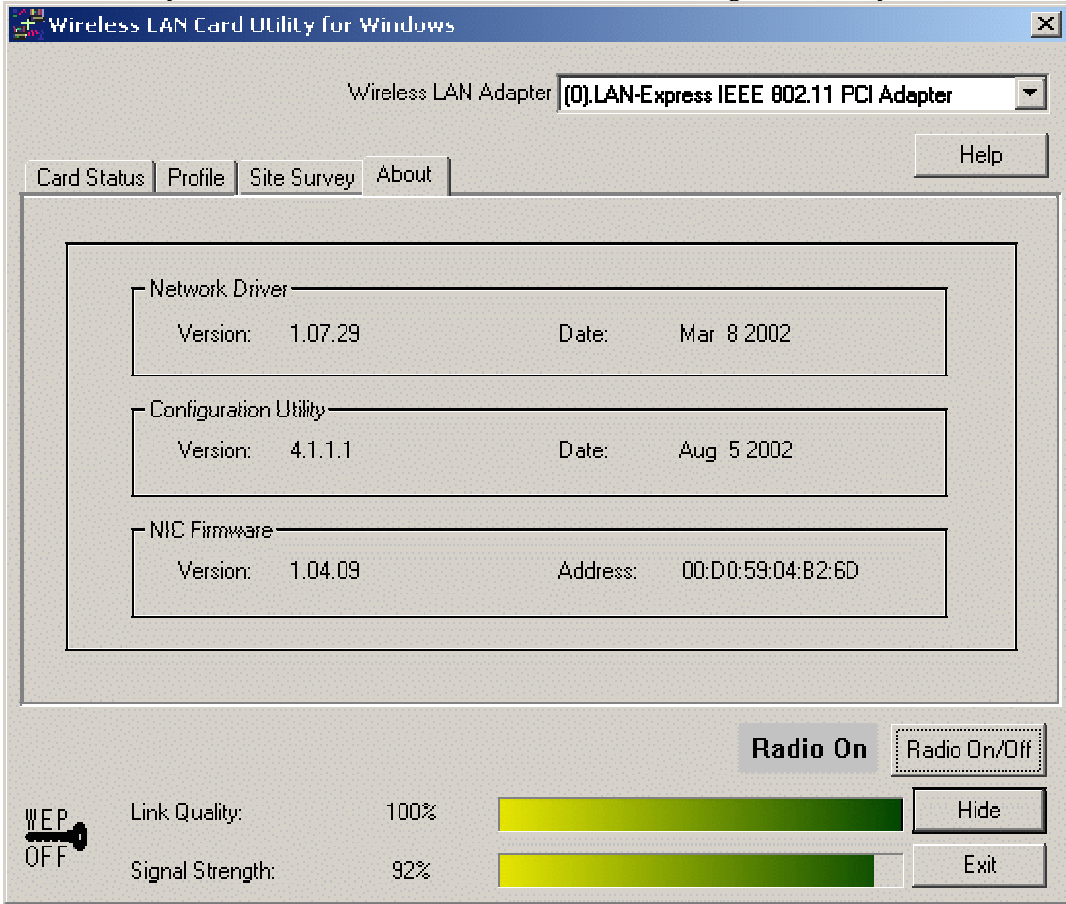 Wireless LAN Card Utility for Windows
Wireless LAN Adapter (0).LAN-Express IEEE 802.11 PCI Adapter
Help
Card Status Profile Site Survey About
Network Driver
Version: 1.07.29 Date: Mar 8 2002
Configuration Utility
Version: 4.1.1.1 Date: Aug 5 2002
NIC Firmware
Version: 1.04.09 Address: 00:D0:59:04:B2:6D
Radio On Radio On/Off
WEP
OFF
Link Quality: 100% Hide
Signal Strength: 92% Exit